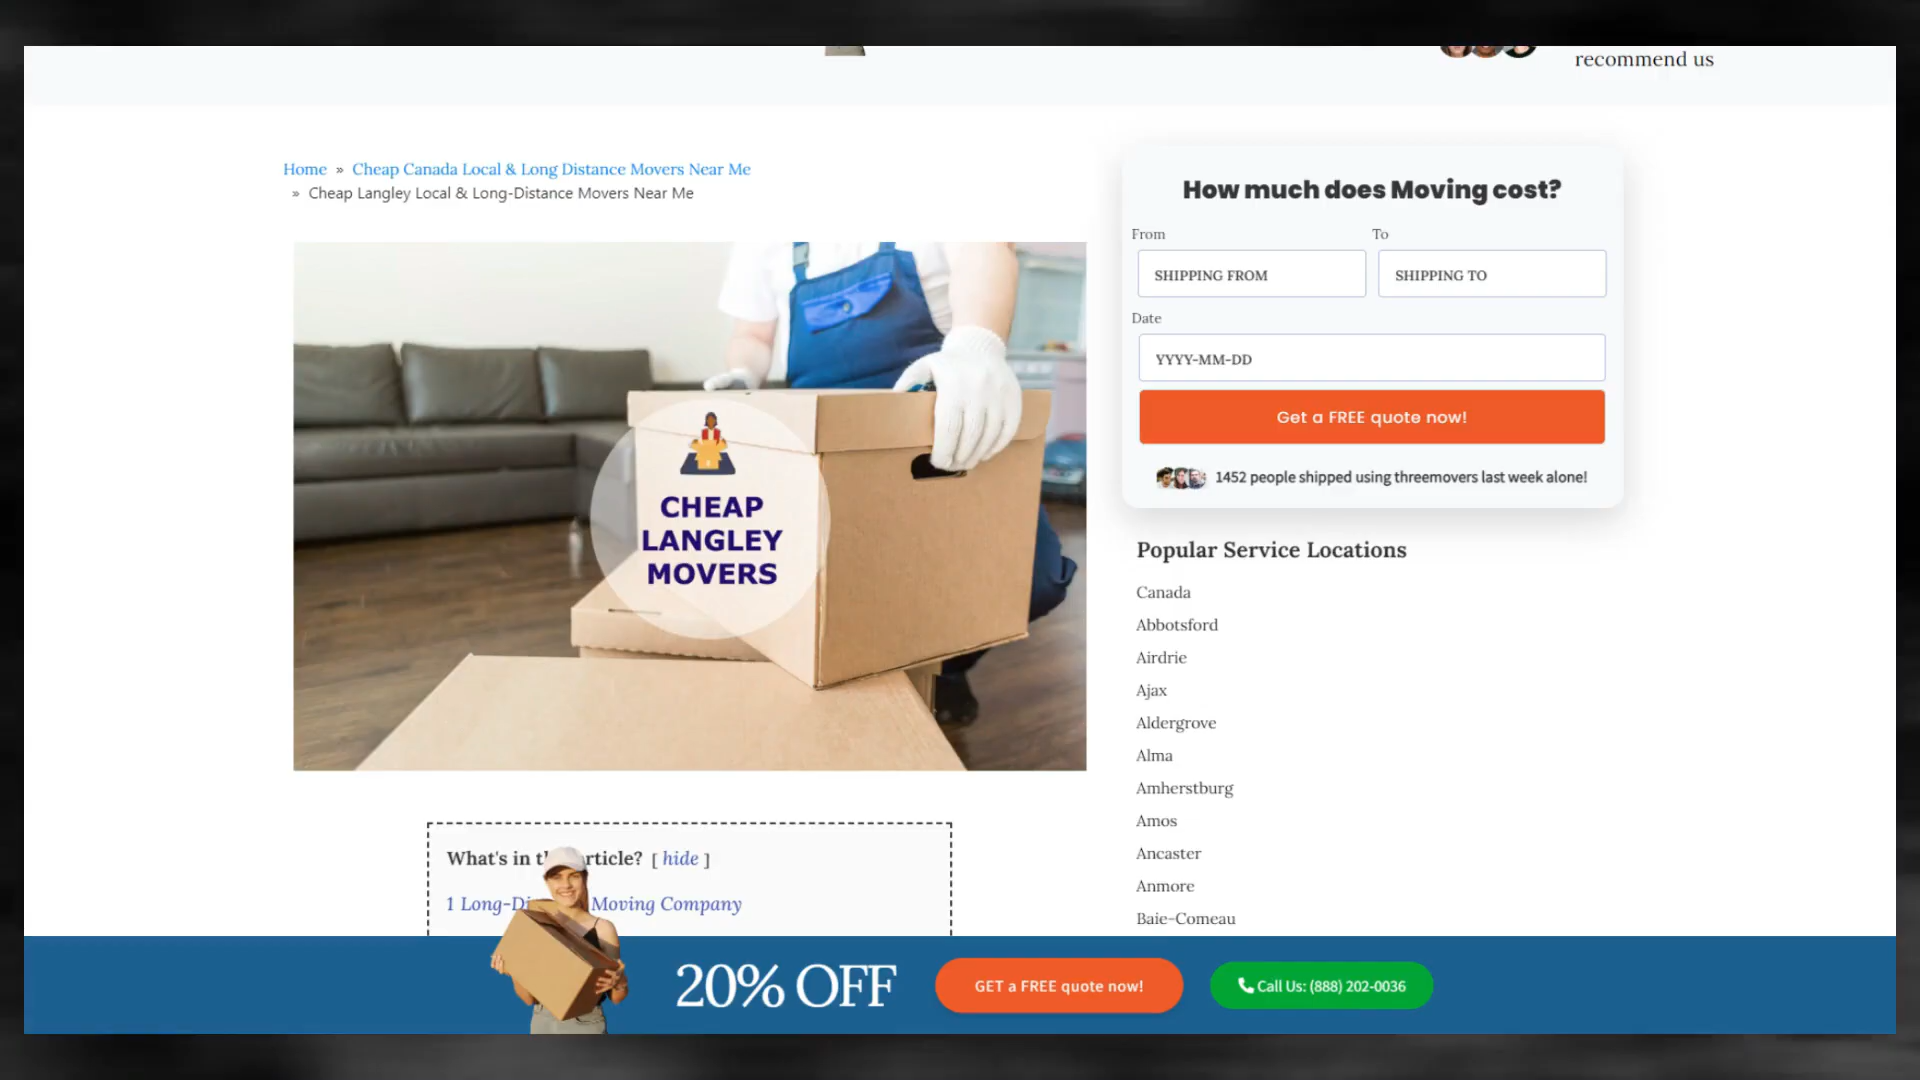 recommend us
Home » Cheap Canada Local & Long Distance Movers Near Me
» Cheap Langley Local & Long-Distance Movers Near Me
CHEAP
LANGLEY
MOVERS
What's in t rticle? [ hide ]
1 Long-Di Moving Company
How much does Moving cost?
From To
SHIPPING FROM SHIPPING TO
Date
YYYY-MM-DD
Get a FREE quote now!
1452 people shipped using threemovers last week alone!
Popular Service Locations
Canada
Abbotsford
Airdrie
Ajax
Aldergrove
Alma
Amherstburg
Amos
Ancaster
Anmore
Baie-Comeau
20% OFF GET a FREE quote now! Call Us: (888) 202-0036